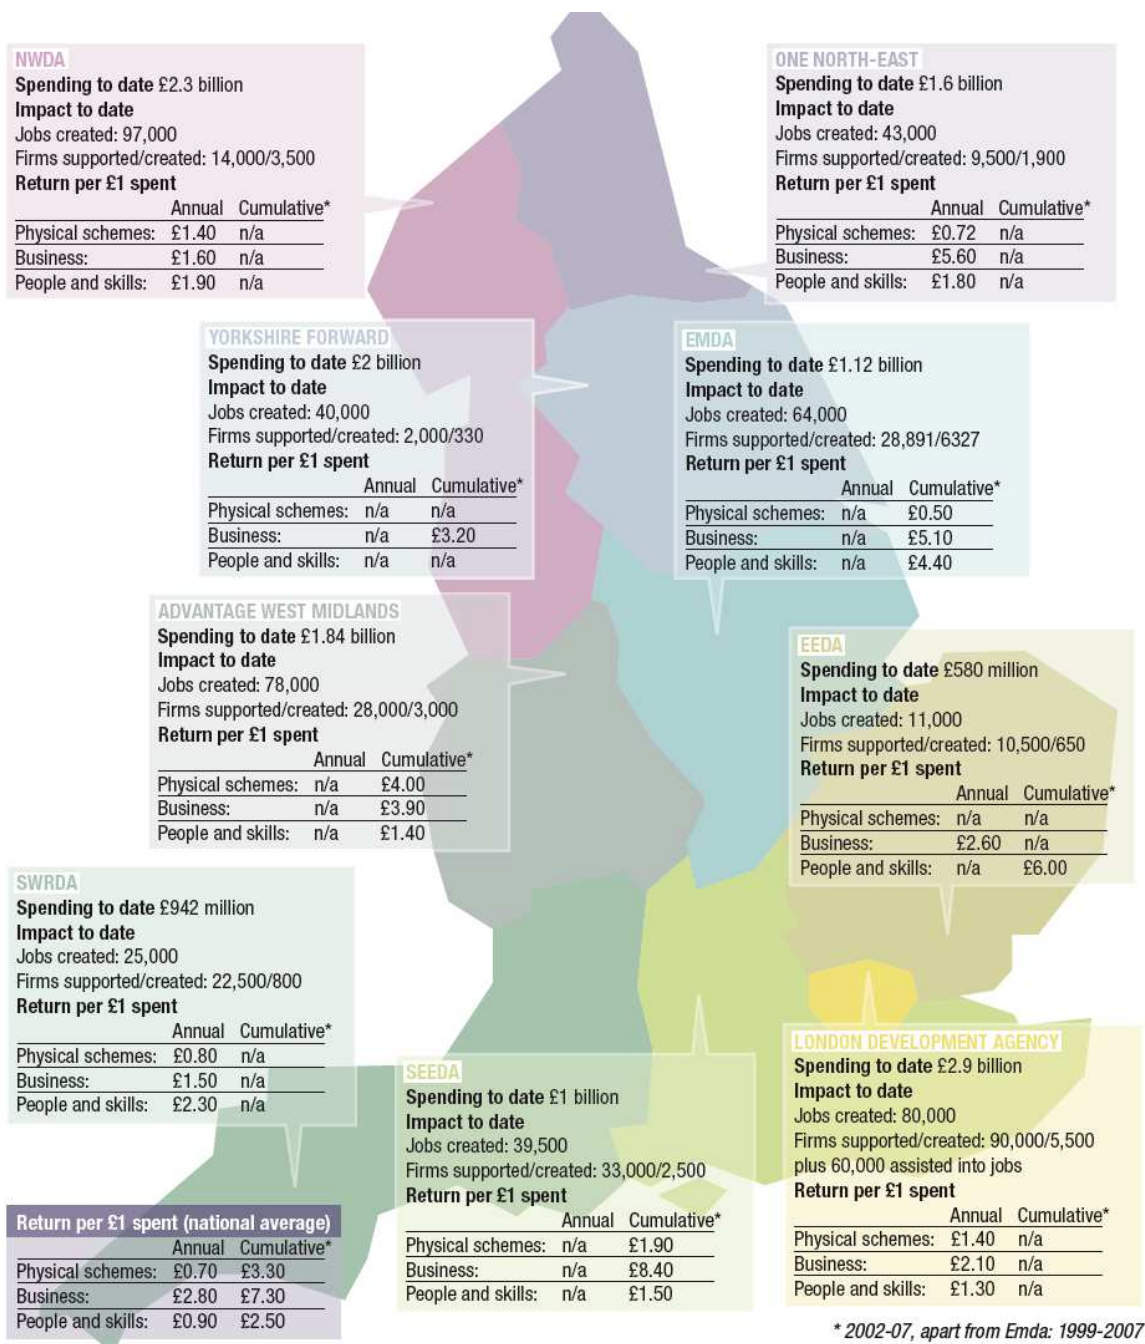 NWDA
Spending to date £2.3 billion
Impact to date
Jobs created: 97,000
Firms supported/created: 14,000/3,500
Return per £1 spent
Annual Cumulative*
Physical schemes: £1.40 n/a
Business: £1.60 n/a
People and skills: £1.90 n/a
ONE NORTH-EAST
Spending to date £1.6 billion
Impact to date
Jobs created: 43,000
Firms supported/created: 9,500/1,900
Return per £1 spent
Annual Cumulative*
Physical schemes: £0.72 n/a
Business: £5.60 n/a
People and skills: £1.80 n/a
YORKSHIRE FORWARD
Spending to date £2 billion
Impact to date
Jobs created: 40,000
Firms supported/created: 2,000/330
Return per £1 spent
Annual Cumulative*
Physical schemes: n/a n/a
Business: n/a £3.20
People and skills: n/a n/a
EMDA
Spending to date £1.12 billion
Impact to date
Jobs created: 64,000
Firms supported/created: 28,891/6327
Return per £1 spent
Annual Cumulative*
Physical schemes: n/a £0.50
Business: n/a £5.10
People and skills: n/a £4.40
ADVANTAGE WEST MIDLANDS
Spending to date £1.84 billion
Impact to date
Jobs created: 78,000
Firms supported/created: 28,000/3,000
Return per £1 spent
Annual Cumulative*
Physical schemes: n/a £4.00
Business: n/a £3.90
People and skills: n/a £1.40
EEDA
Spending to date £580 million
Impact to date
Jobs created: 11,000
Firms supported/created: 10,500/650
Return per £1 spent
Annual Cumulative*
Physical schemes: n/a n/a
Business: £2.60 n/a
People and skills: n/a £6.00
SWRDA
Spending to date £942 million
Impact to date
Jobs created: 25,000
Firms supported/created: 22,500/800
Return per £1 spent
Annual Cumulative*
Physical schemes: £0.80 n/a
Business: £1.50 n/a
People and skills: £2.30 n/a
SEEDA
Spending to date £1 billion
Impact to date
Jobs created: 39,500
Firms supported/created: 33,000/2,500
Return per £1 spent
Annual Cumulative*
Physical schemes: n/a £1.90
Business: n/a £8.40
People and skills: n/a £1.50
LONDON DEVELOPMENT AGENCY
Spending to date £2.9 billion
Impact to date
Jobs created: 80,000
Firms supported/created: 90,000/5,500
plus 60,000 assisted into jobs
Return per £1 spent
Annual Cumulative*
Physical schemes: £1.40 n/a
Business: £2.10 n/a
People and skills: £1.30 n/a
Return per £1 spent (national average)
Annual Cumulative*
Physical schemes: £0.70 £3.30
Business: £2.80 £7.30
People and skills: £0.90 £2.50
* 2002-07, apart from Emda: 1999-2007